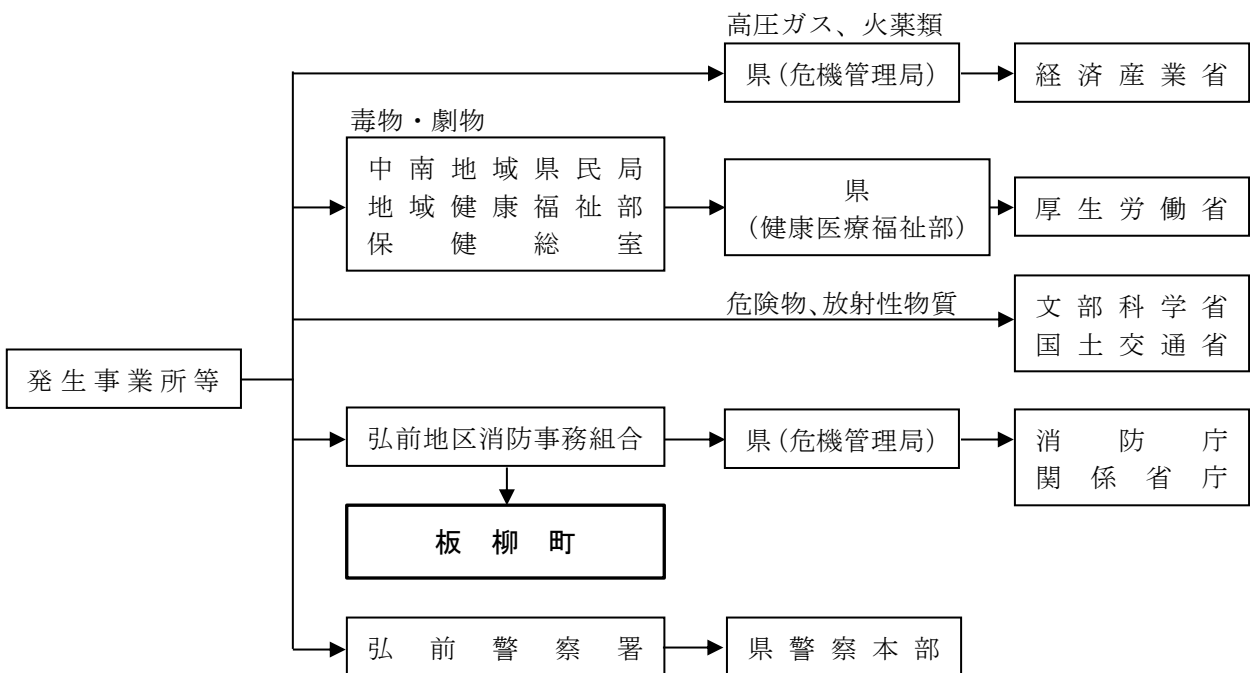 高圧ガス、火薬類
県(危機管理局)
経済産業省
毒物・劇物
中南地域県民局
地域健康福祉部
保健総室
県
(健康医療福祉部)
厚生労働省
危険物、放射性物質
文部科学省
国土交通省
発生事業所等
弘前地区消防事務組合
県(危機管理局)
消防庁
関係省庁
板柳町
弘前警察署
県警察本部